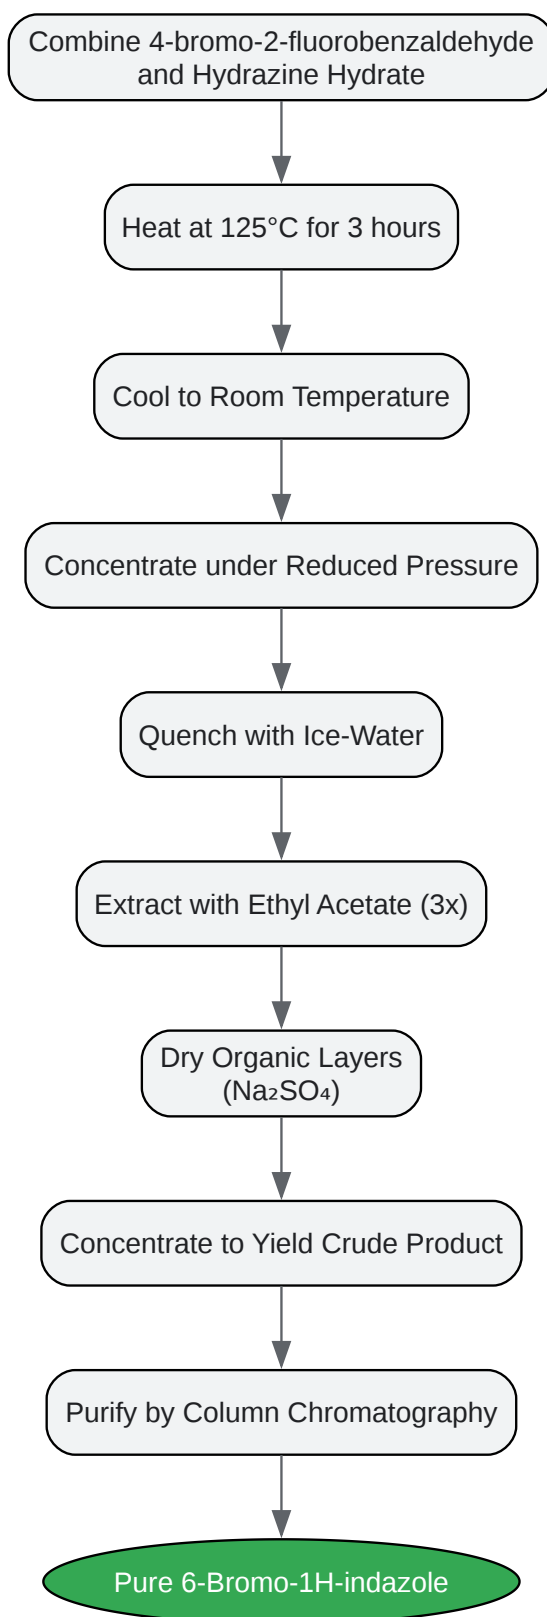 Combine 4-bromo-2-fluorobenzaldehyde
and Hydrazine Hydrate
Heat at 125°C for 3 hours
Cool to Room Temperature
Concentrate under Reduced Pressure
Quench with Ice-Water
Extract with Ethyl Acetate (3x)
Dry Organic Layers
(Na₂SO₄)
Concentrate to Yield Crude Product
Purify by Column Chromatography
Pure 6-Bromo-1H-indazole